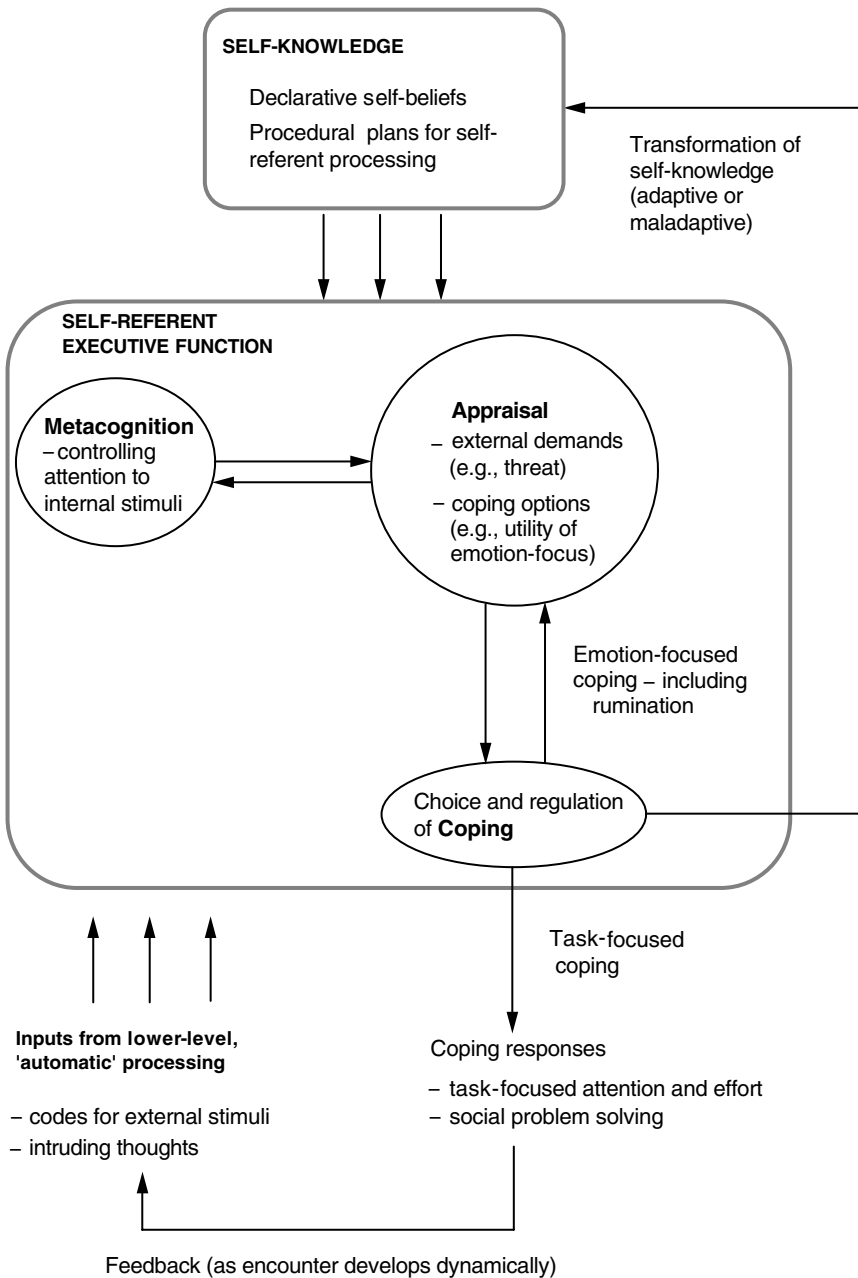 SELF-KNOWLEDGE
Declarative self-beliefs
Procedural plans for self-
referent processing
Transformation of
self-knowledge
(adaptive or
maladaptive)
SELF-REFERENT
EXECUTIVE FUNCTION
Metacognition
– controlling
attention to
internal stimuli
Appraisal
– external demands
(e.g., threat)
– coping options
(e.g., utility of
emotion-focus)
Emotion-focused
coping – including
rumination
Choice and regulation
of Coping
Task-focused
coping
Inputs from lower-level,
'automatic' processing
– codes for external stimuli
– intruding thoughts
Coping responses
– task-focused attention and effort
– social problem solving
Feedback (as encounter develops dynamically)